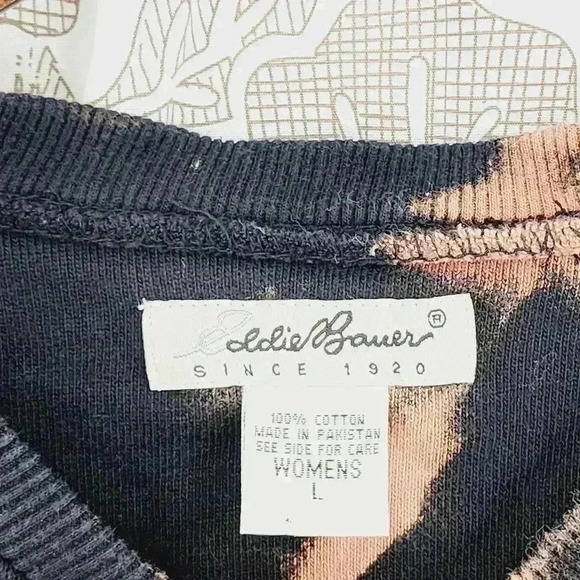 Eddie Bauer®
SINCE 1920
100% COTTON
MADE IN PAKISTAN
SEE SIDE FOR CARE
WOMENS
L